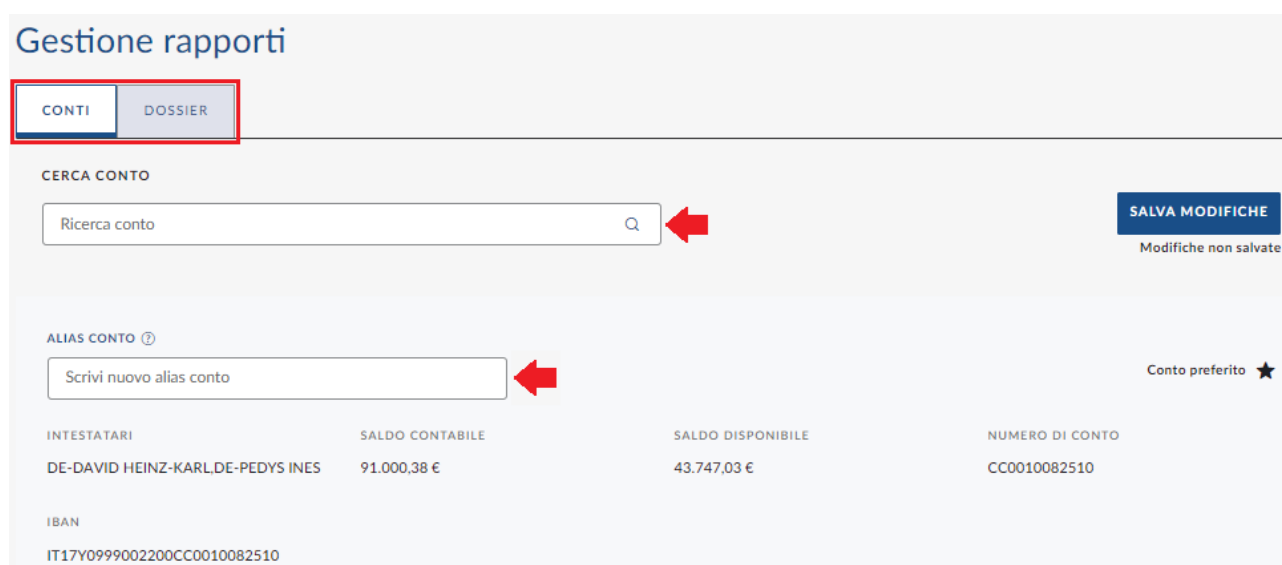 Gestione rapporti
CONTI DOSSIER
CERCA CONTO
Ricerca conto
SALVA MODIFICHE
Modifiche non salvate
ALIAS CONTO ?
Scrivi nuovo alias conto
Conto preferito
INTESTATARI SALDO CONTABILE SALDO DISPONIBILE NUMERO DI CONTO
DE-DAVID HEINZ-KARL,DE-PEDYS INES 91.000,38 € 43.747,03 € CC0010082510
IBAN
IT17Y0999002200CC0010082510